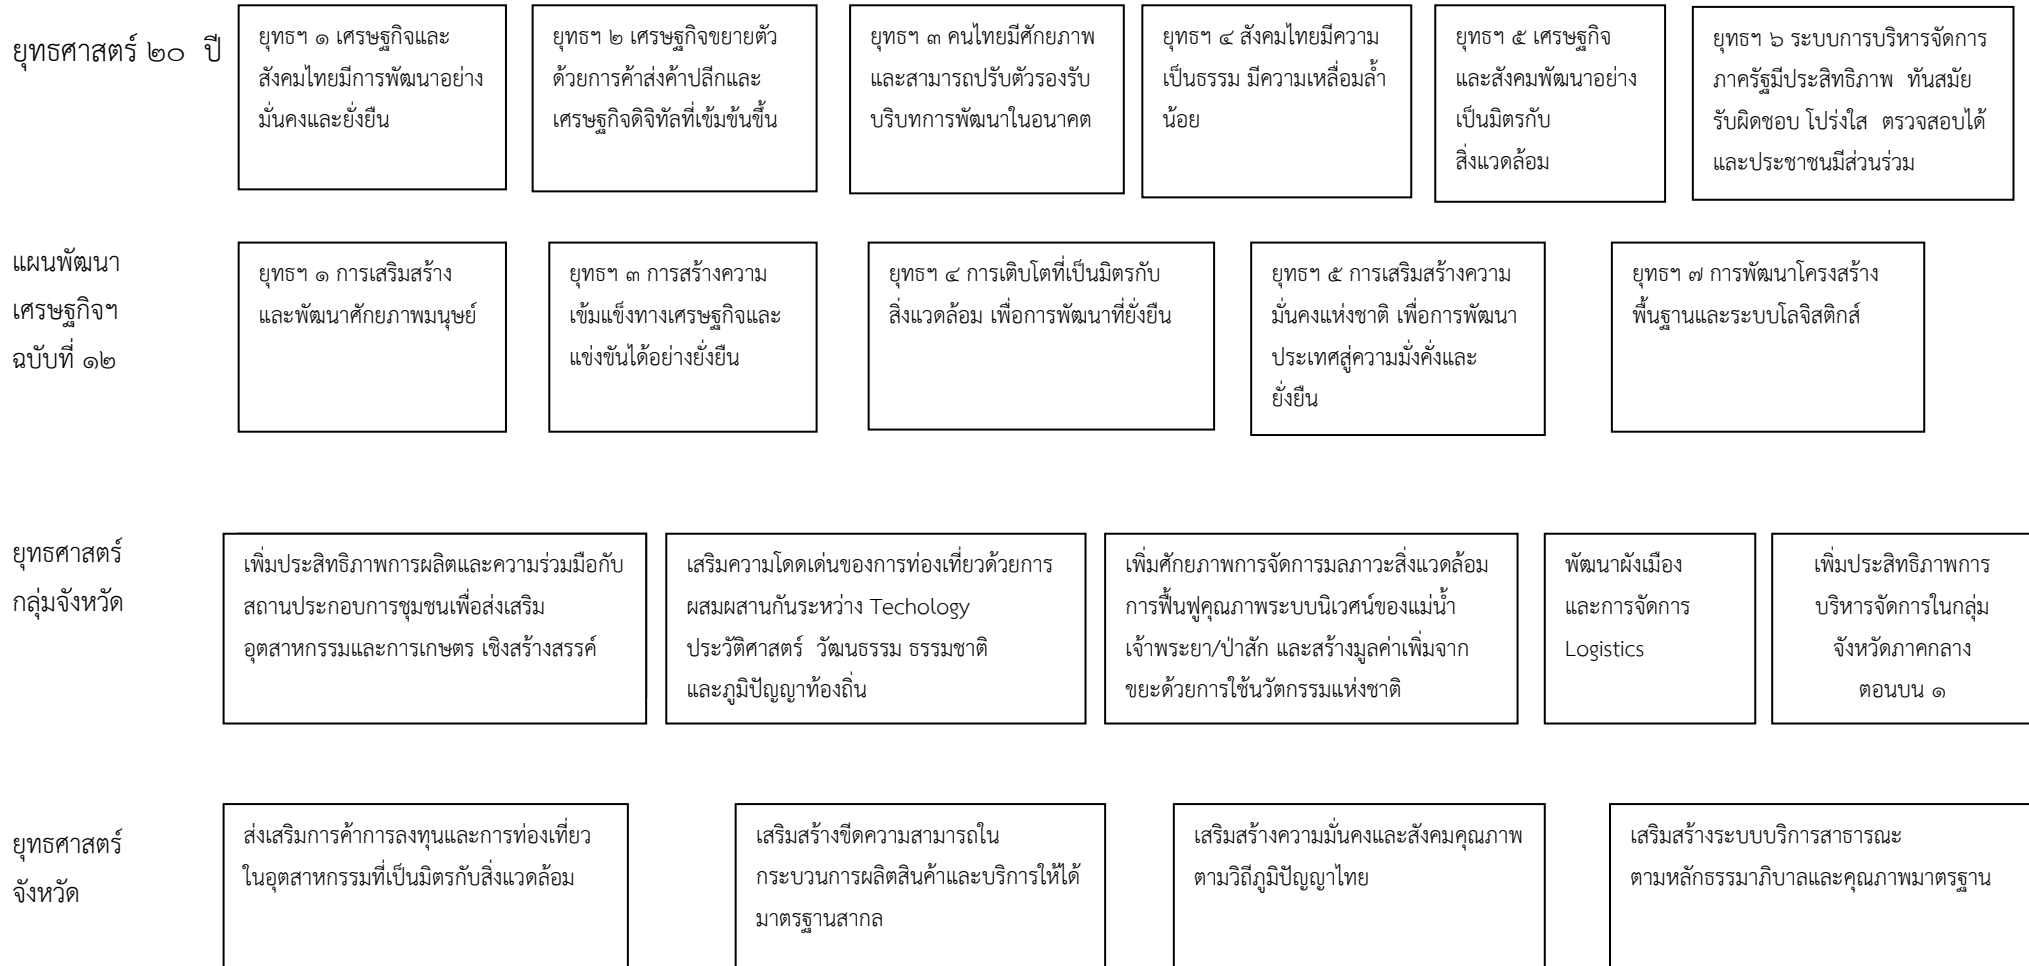 ยุทธศาสตร์ ๒๐ ปี
ยุทธฯ ๑ เศรษฐกิจและ
สังคมไทยมีการพัฒนาอย่าง
มั่นคงและยั่งยืน
ยุทธฯ ๒ เศรษฐกิจขยายตัว
ด้วยการค้าส่งค้าปลีกและ
เศรษฐกิจดิจิทัลที่เข้มข้นขึ้น
ยุทธฯ ๓ คนไทยมีศักยภาพ
และสามารถปรับตัวรองรับ
บริบทการพัฒนาในอนาคต
ยุทธฯ ๔ สังคมไทยมีความ
เป็นธรรม มีความเหลื่อมล้ำ
น้อย
ยุทธฯ ๕ เศรษฐกิจ
และสังคมพัฒนาอย่าง
เป็นมิตรกับ
สิ่งแวดล้อม
ยุทธฯ ๖ ระบบการบริหารจัดการ
ภาครัฐมีประสิทธิภาพ ทันสมัย
รับผิดชอบ โปร่งใส ตรวจสอบได้
และประชาชนมีส่วนร่วม
แผนพัฒนา
เศรษฐกิจฯ
ฉบับที่ ๑๒
ยุทธฯ ๑ การเสริมสร้าง
และพัฒนาศักยภาพมนุษย์
ยุทธฯ ๓ การสร้างความ
เข้มแข็งทางเศรษฐกิจและ
แข่งขันได้อย่างยั่งยืน
ยุทธฯ ๔ การเติบโตที่เป็นมิตรกับ
สิ่งแวดล้อม เพื่อการพัฒนาที่ยั่งยืน
ยุทธฯ ๕ การเสริมสร้างความ
มั่นคงแห่งชาติ เพื่อการพัฒนา
ประเทศสู่ความมั่งคั่งและ
ยั่งยืน
ยุทธฯ ๗ การพัฒนาโครงสร้าง
พื้นฐานและระบบโลจิสติกส์
ยุทธศาสตร์
กลุ่มจังหวัด
เพิ่มประสิทธิภาพการผลิตและความร่วมมือกับ
สถานประกอบการชุมชนเพื่อส่งเสริม
อุตสาหกรรมและการเกษตร เชิงสร้างสรรค์
เสริมความโดดเด่นของการท่องเที่ยวด้วยการ
ผสมผสานกันระหว่าง Techology
ประวัติศาสตร์ วัฒนธรรม ธรรมชาติ
และภูมิปัญญาท้องถิ่น
เพิ่มศักยภาพการจัดการมลภาวะสิ่งแวดล้อม
การฟื้นฟูคุณภาพระบบนิเวศน์ของแม่น้ำ
เจ้าพระยา/ป่าสัก และสร้างมูลค่าเพิ่มจาก
ขยะด้วยการใช้นวัตกรรมแห่งชาติ
พัฒนาผังเมือง
และการจัดการ
Logistics
เพิ่มประสิทธิภาพการ
บริหารจัดการในกลุ่ม
จังหวัดภาคกลาง
ตอนบน ๑
ยุทธศาสตร์
จังหวัด
ส่งเสริมการค้าการลงทุนและการท่องเที่ยว
ในอุตสาหกรรมที่เป็นมิตรกับสิ่งแวดล้อม
เสริมสร้างขีดความสามารถใน
กระบวนการผลิตสินค้าและบริการให้ได้
มาตรฐานสากล
เสริมสร้างความมั่นคงและสังคมคุณภาพ
ตามวิถีภูมิปัญญาไทย
เสริมสร้างระบบบริการสาธารณะ
ตามหลักธรรมาภิบาลและคุณภาพมาตรฐาน